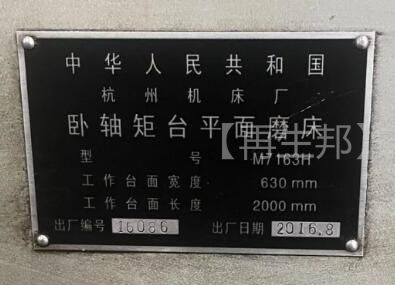 中华人民共和国
杭州机床厂
卧轴矩台平面磨床
【再生邦】
型号 M7163H
工作台面宽度 630 mm
工作台面长度 2000 mm
出厂编号 16086 出厂日期 2016.8